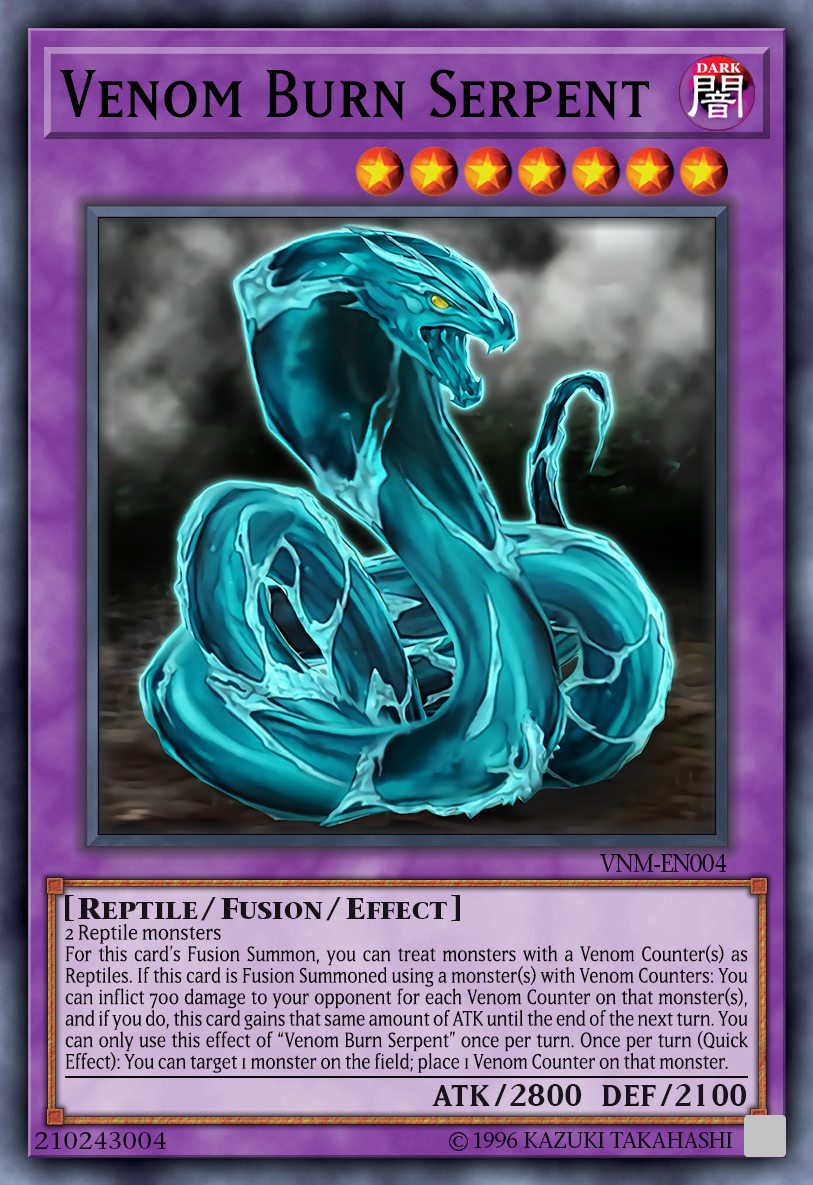 Venom Burn Serpent
DARK
闇
VNM-EN004
[Reptile/Fusion/Effect]
2 Reptile monsters
For this card's Fusion Summon, you can treat monsters with a Venom Counter(s) as
Reptiles. If this card is Fusion Summoned using a monster(s) with Venom Counters: You
can inflict 700 damage to your opponent for each Venom Counter on that monster(s),
and if you do, this card gains that same amount of ATK until the end of the next turn. You
can only use this effect of “Venom Burn Serpent” once per turn. Once per turn (Quick
Effect): You can target 1 monster on the field; place 1 Venom Counter on that monster.
ATK/2800 DEF/2100
210243004
© 1996 KAZUKI TAKAHASHI